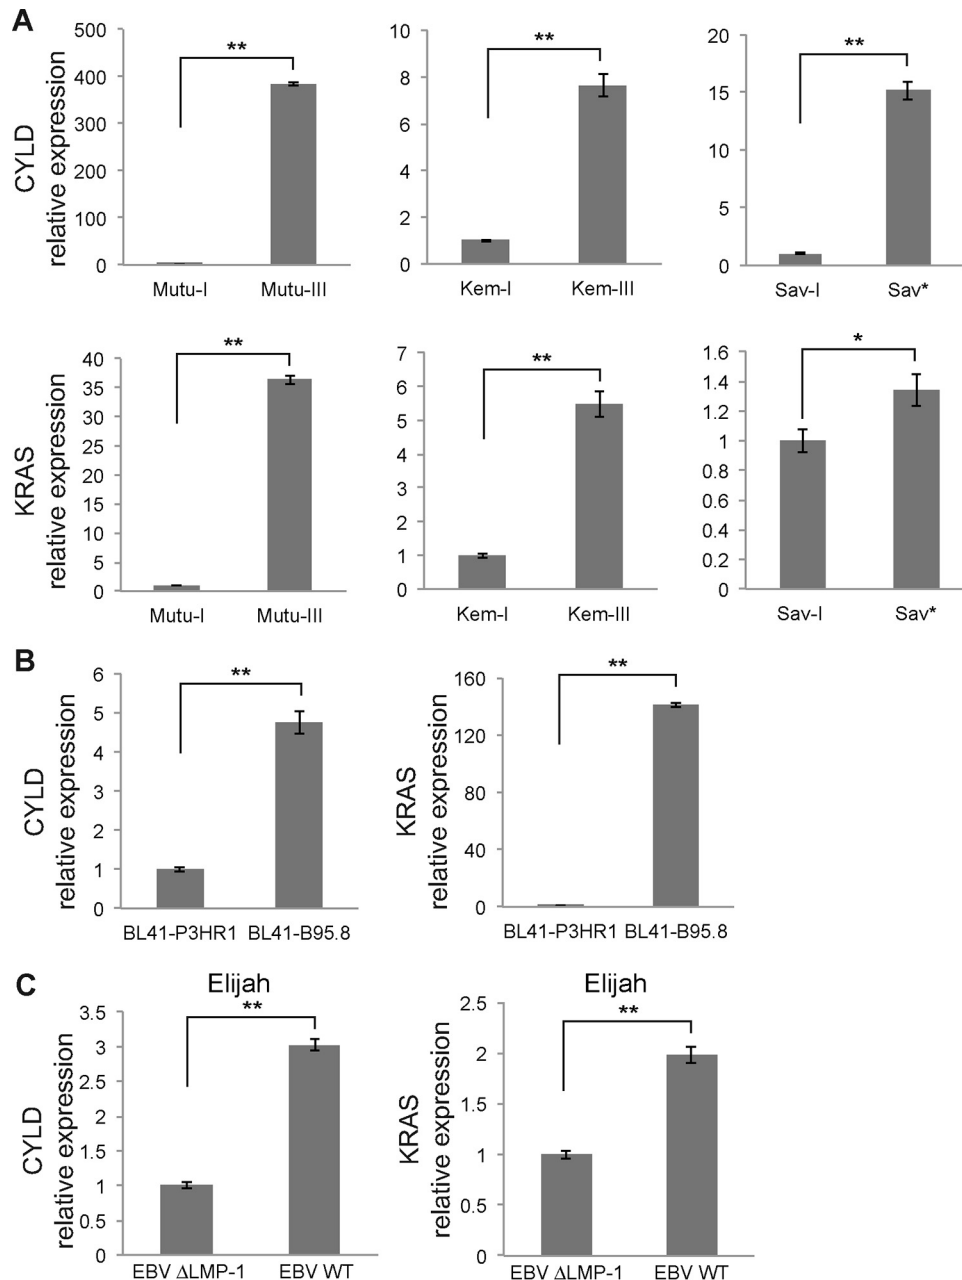 A
CYLD
relative expression
500
400
300
200
100
0
**
Mutu-I Mutu-III
10
8
6
4
2
0
**
Kem-I Kem-III
20
15
10
5
0
**
Sav-I Sav*
KRAS
relative expression
40
35
30
25
20
15
10
5
0
**
Mutu-I Mutu-III
7
6
5
4
3
2
1
0
**
Kem-I Kem-III
1.6
1.4
1.2
1
0.8
0.6
0.4
0.2
0
*
Sav-I Sav*
B
CYLD
relative expression
6
5
4
3
2
1
0
**
BL41-P3HR1 BL41-B95.8
KRAS
relative expression
160
120
80
40
0
**
BL41-P3HR1 BL41-B95.8
C
Elijah
CYLD
relative expression
3.5
3
2.5
2
1.5
1
0.5
0
**
EBV ΔLMP-1 EBV WT
Elijah
KRAS
relative expression
2.5
2
1.5
1
0.5
0
**
EBV ΔLMP-1 EBV WT